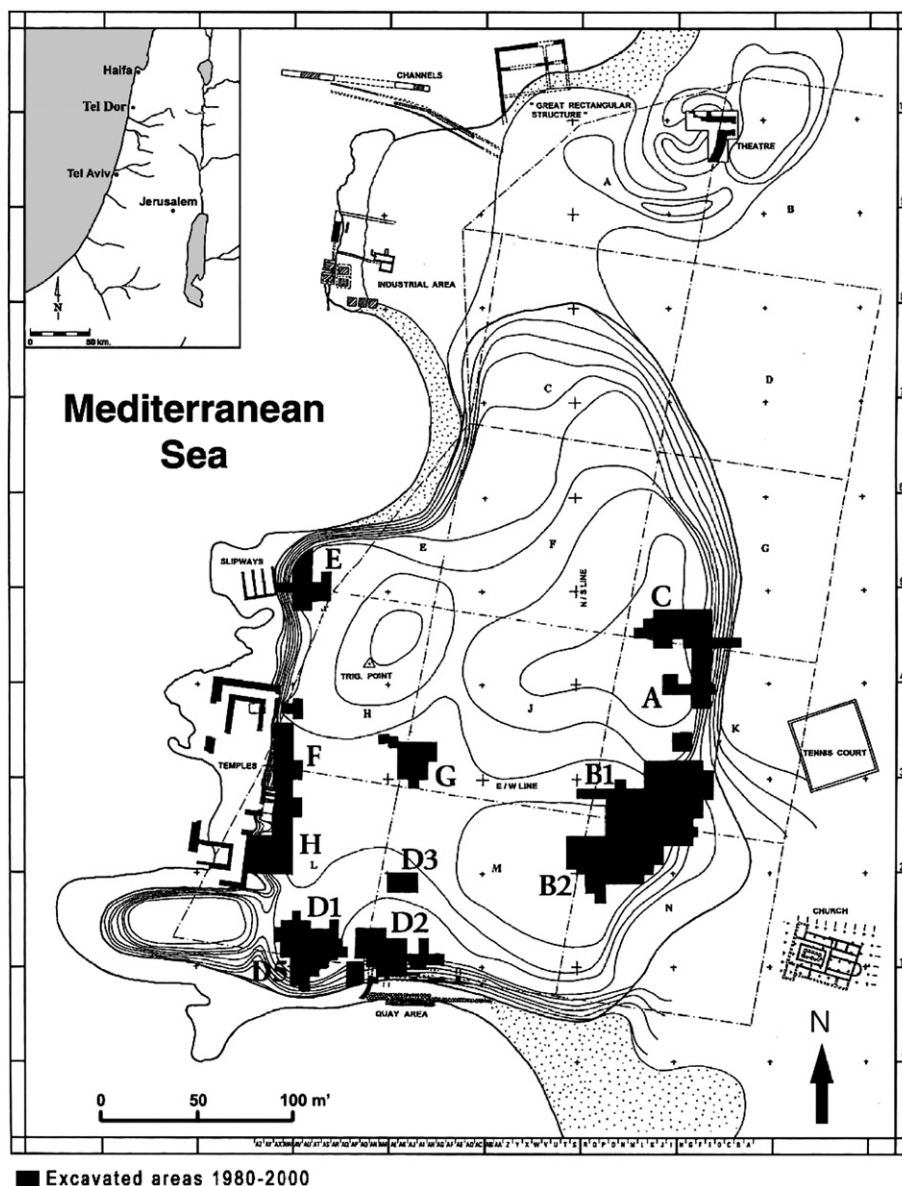 Haifa
Tel Dor
Tel Aviv
Jerusalem
N
0 50 km.
CHANNELS
"GREAT RECTANGULAR
STRUCTURE"
THEATRE
A
B
INDUSTRIAL AREA
C
D
Mediterranean
Sea
E
F
G
SLIPWAYS
E
N / S LINE
C
TRIG. POINT
A
H
J
K
TENNIS COURT
TEMPLES
F
G
E / W LINE
B1
H
L
D3
M
B2
N
D1
D2
CHURCH
D5
QUAY AREA
N
0 50 100 m'
Excavated areas 1980-2000